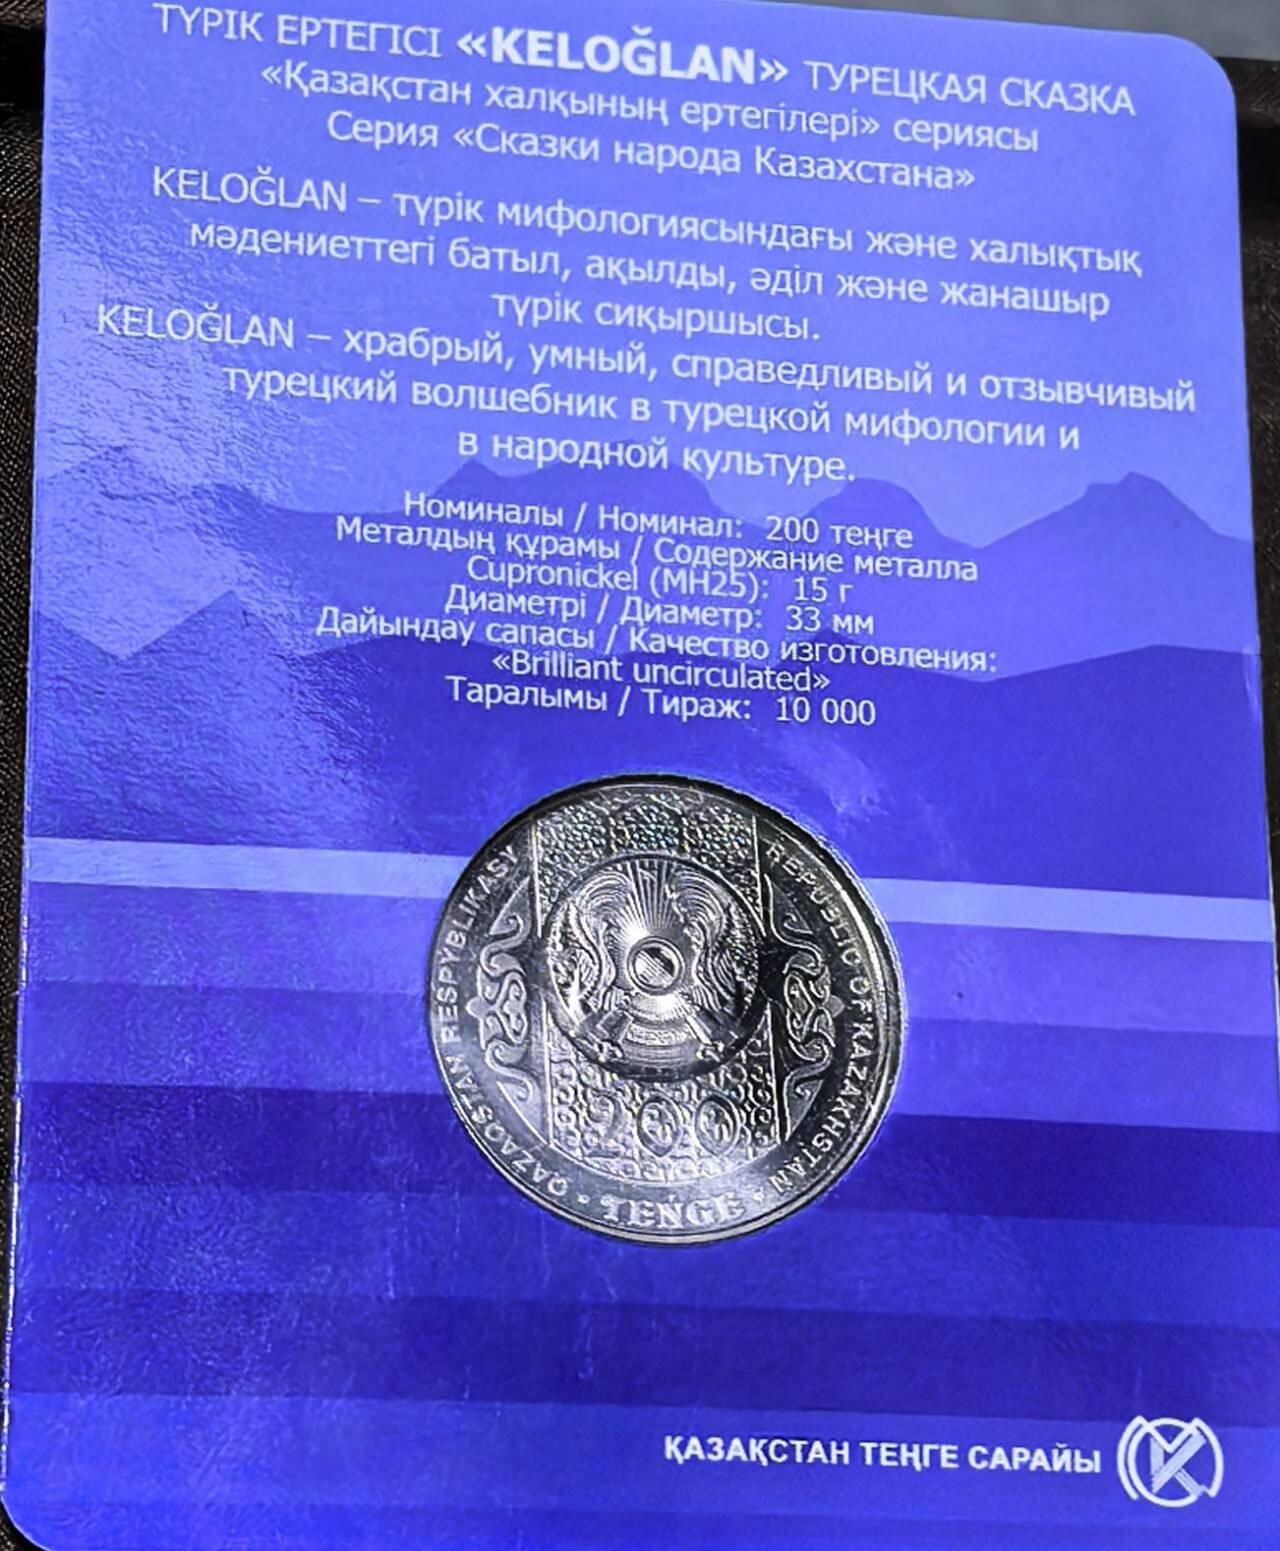 ТҮРІК ЕРТЕГІСІ «KELOĞLAN» ТУРЕЦКАЯ СКАЗКА
«Қазақстан халқының ертегілері» сериясы
Серия «Сказки народа Казахстана»
KELOĞLAN – түрік мифологиясындағы және халықтық
мәдениеттегі батыл, ақылды, әділ және жанашыр
түрік сиқыршысы.
KELOĞLAN – храбрый, умный, справедливый и отзывчивый
турецкий волшебник в турецкой мифологии и
в народной культуре.
Номиналы / Номинал: 200 теңге
Металдың құрамы / Содержание металла
Cupronickel (МН25): 15 г
Диаметрі / Диаметр: 33 мм
Дайындау сапасы / Качество изготовления:
«Brilliant uncirculated»
Таралымы / Тираж: 10 000
QAZAQSTAN RESPÝBLIKASY
REPUBLIC OF KAZAKHSTAN
200
TEŃGE
ҚАЗАҚСТАН ТЕҢГЕ САРАЙЫ